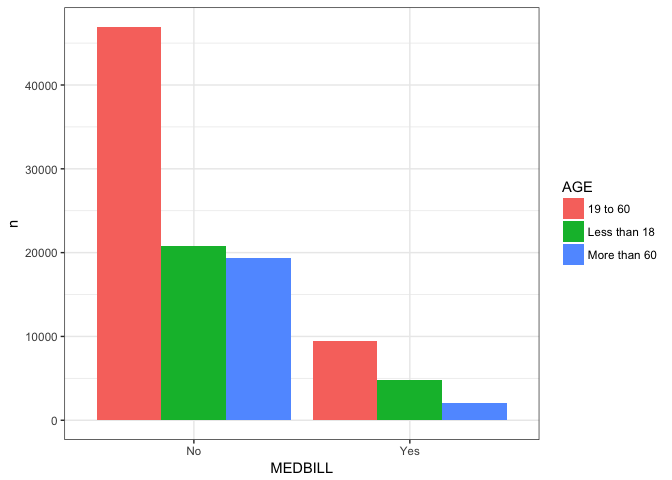 n
40000
30000
20000
10000
0
No Yes
MEDBILL
AGE
19 to 60
Less than 18
More than 60